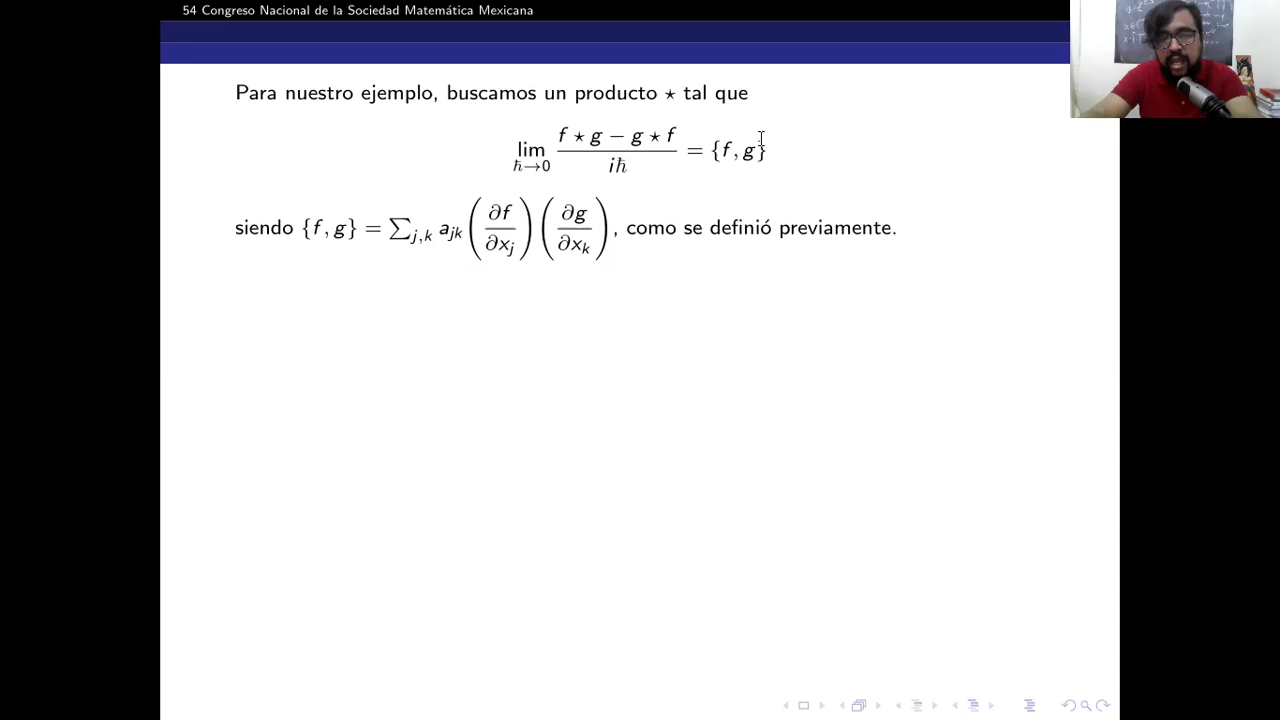 54 Congreso Nacional de la Sociedad Matemática Mexicana
Para nuestro ejemplo, buscamos un producto ⋆ tal que
lim_{ℏ→0} (f ⋆ g − g ⋆ f) / (iℏ) = {f, g}
siendo {f, g} = ∑_{j,k} a_{jk} (∂f/∂x_j) (∂g/∂x_k), como se definió previamente.